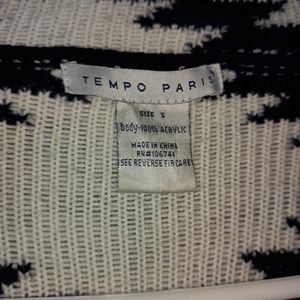 TEMPO PARIS
SIZE S
body-100% ACRYLIC
MADE IN CHINA
RN#106741
SEE REVERSE FOR CARE